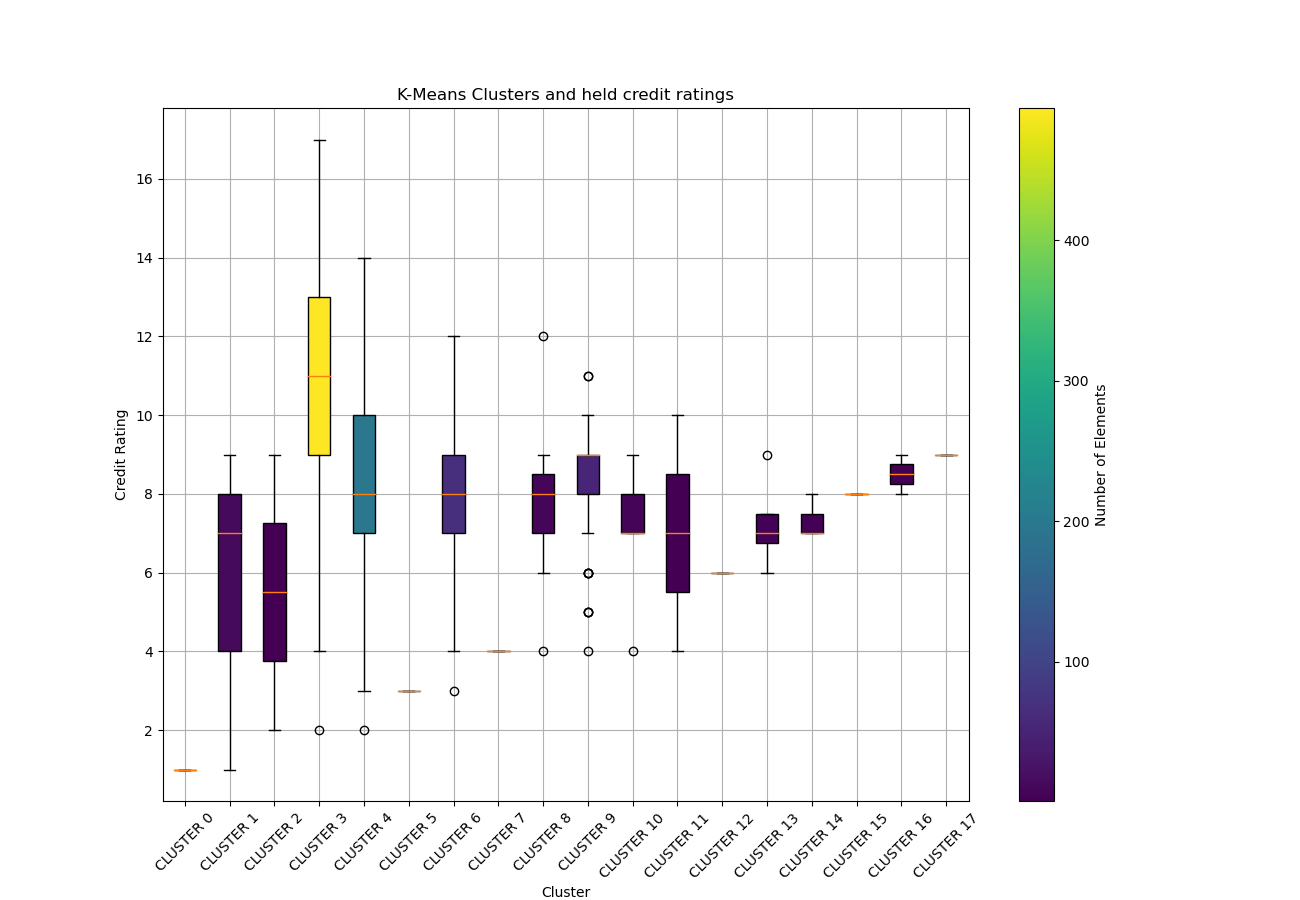 K-Means Clusters and held credit ratings
Credit Rating
16
14
12
10
8
6
4
2
CLUSTER 0
CLUSTER 1
CLUSTER 2
CLUSTER 3
CLUSTER 4
CLUSTER 5
CLUSTER 6
CLUSTER 7
CLUSTER 8
CLUSTER 9
CLUSTER 10
CLUSTER 11
CLUSTER 12
CLUSTER 13
CLUSTER 14
CLUSTER 15
CLUSTER 16
CLUSTER 17
Cluster
400
300
200
100
Number of Elements